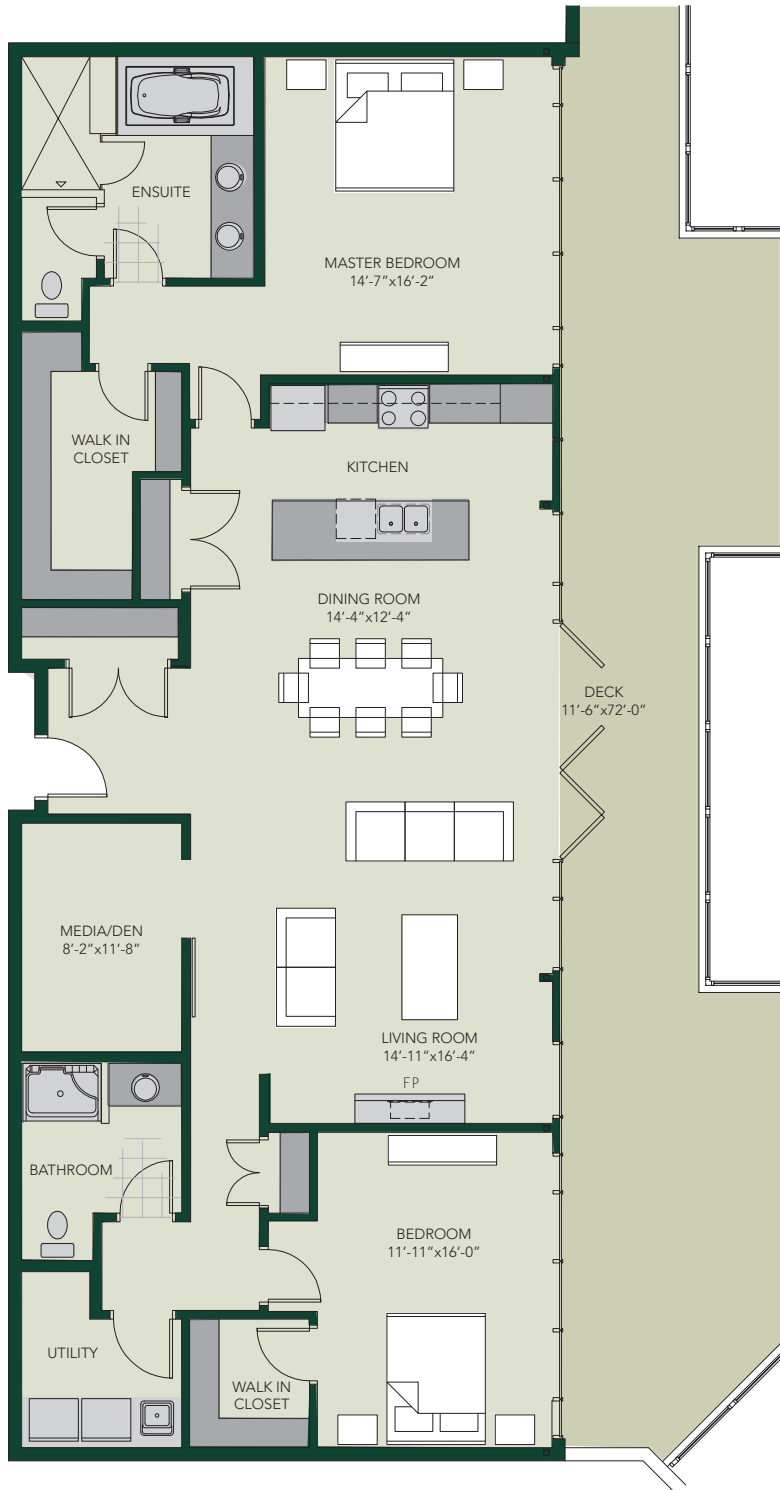 ENSUITE
MASTER BEDROOM
14'-7"x16'-2"
WALK IN
CLOSET
KITCHEN
DINING ROOM
14'-4"x12'-4"
DECK
11'-6"x72'-0"
MEDIA/DEN
8'-2"x11'-8"
LIVING ROOM
14'-11"x16'-4"
FP
BATHROOM
BEDROOM
11'-11"x16'-0"
UTILITY
WALK IN
CLOSET